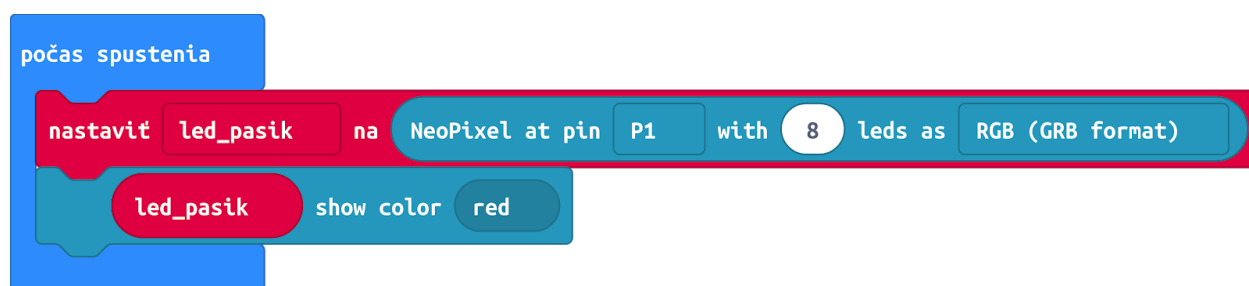 počas spustenia
nastaviť led_pasik na NeoPixel at pin P1 with 8 leds as RGB (GRB format)
led_pasik show color red